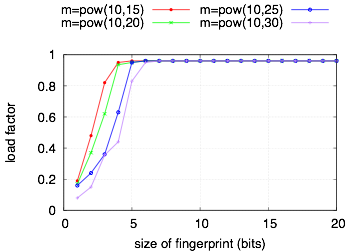 m=pow(10,15) m=pow(10,25)
m=pow(10,20) m=pow(10,30)
1
0.8
0.6
0.4
0.2
0
load factor
0 5 10 15 20
size of fingerprint (bits)